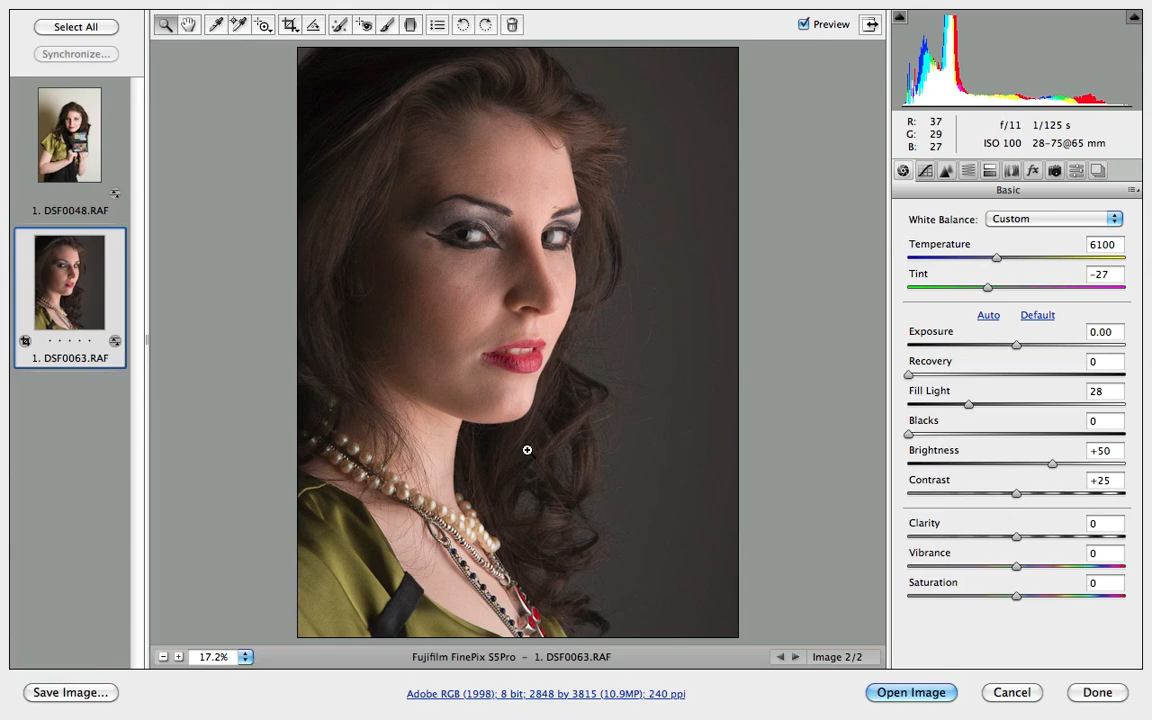 Select All
Synchronize...
1. DSF0048.RAF
1. DSF0063.RAF
Preview
R: 37
G: 29
B: 27
f/11 1/125 s
ISO 100 28-75@65 mm
fx
Basic
White Balance: Custom
Temperature 6100
Tint -27
Auto Default
Exposure 0.00
Recovery 0
Fill Light 28
Blacks 0
Brightness +50
Contrast +25
Clarity 0
Vibrance 0
Saturation 0
17.2%
Fujifilm FinePix S5Pro - 1. DSF0063.RAF
Image 2/2
Save Image...
Adobe RGB (1998); 8 bit; 2848 by 3815 (10.9MP); 240 ppi
Open Image
Cancel
Done